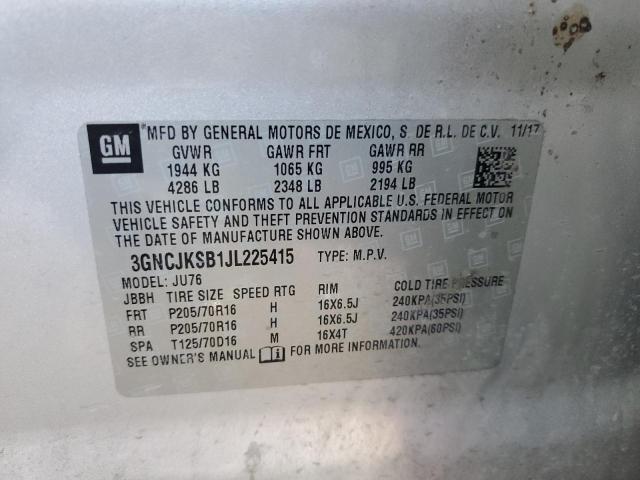 GM
MFD BY GENERAL MOTORS DE MEXICO, S. DE R.L. DE C.V. 11/17
GVWR GAWR FRT GAWR RR
1944 KG 1065 KG 995 KG
4286 LB 2348 LB 2194 LB
THIS VEHICLE CONFORMS TO ALL APPLICABLE U.S. FEDERAL MOTOR
VEHICLE SAFETY AND THEFT PREVENTION STANDARDS IN EFFECT ON
THE DATE OF MANUFACTURE SHOWN ABOVE.
3GNCJKSB1JL225415 TYPE: M.P.V.
MODEL: JU76
JBBH TIRE SIZE SPEED RTG RIM COLD TIRE PRESSURE
FRT P205/70R16 H 16X6.5J 240KPA(35PSI)
RR P205/70R16 H 16X6.5J 240KPA(35PSI)
SPA T125/70D16 M 16X4T 420KPA(60PSI)
SEE OWNER'S MANUAL FOR MORE INFORMATION.